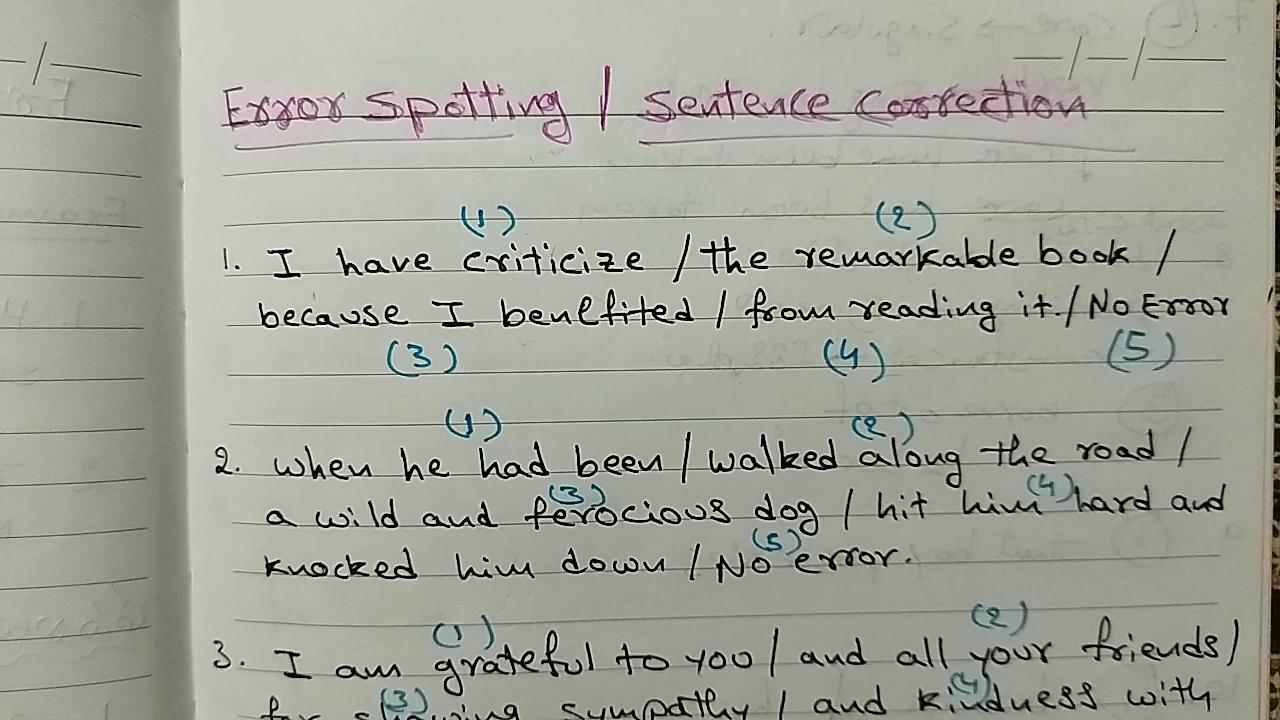 Error Spotting / Sentence Correction
(1) (2)
1. I have criticize / the remarkable book /
because I benefited / from reading it. / No Error
(3) (4) (5)
(1) (2)
2. when he had been / walked along the road /
(3) (4)
a wild and ferocious dog / hit him hard and
(5)
knocked him down / No error.
(1) (2)
3. I am grateful to you / and all your friends /
(3) (4)
for showing sympathy / and kindness with